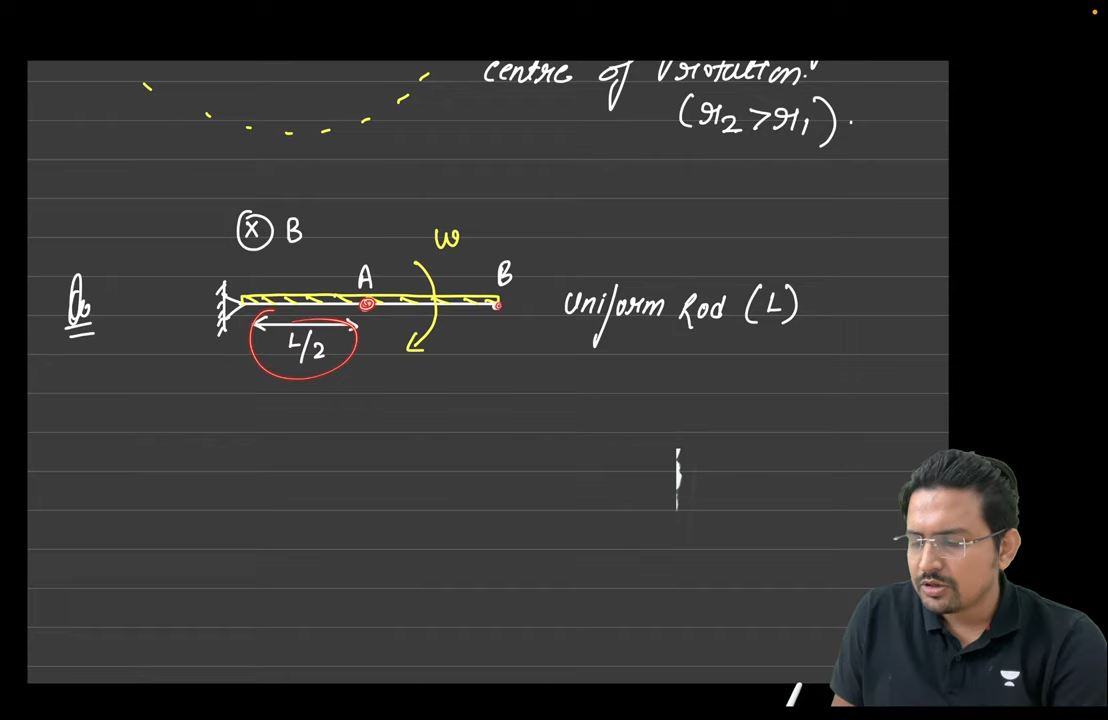 centre of rotation.
(r2 > r1).
ⓧ B
ω
A
B
Q.
Uniform Rod (L)
L/2